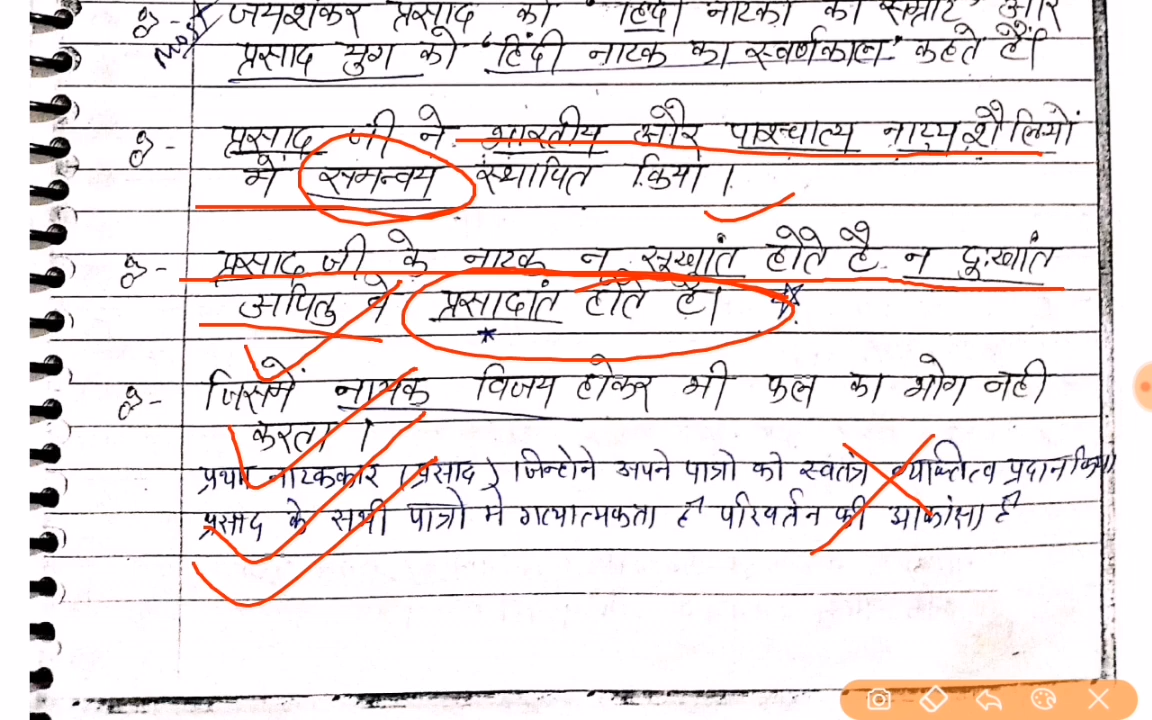 जयशंकर प्रसाद को 'हिंदी नाटको का सम्राट' और
Most
प्रसाद युग को 'हिंदी नाटक का स्वर्णकाल' कहते हैं।
प्रसाद जी ने भारतीय और पाश्चात्य नाट्य शैलियों
में समन्वय स्थापित किया।
प्रसाद जी के नाटक न सुखांत होते है न दुःखांत
अपितु वे प्रसादांत होते है।
जिसमें नायक विजय होकर भी फल का भोग नही
करता।
प्रथम नाटककार (प्रसाद) जिन्होने अपने पात्रो को स्वतंत्र व्यक्तित्व प्रदान किया
प्रसाद के सभी पात्रो मे गत्यात्मकता है परिवर्तन की आकांक्षा है